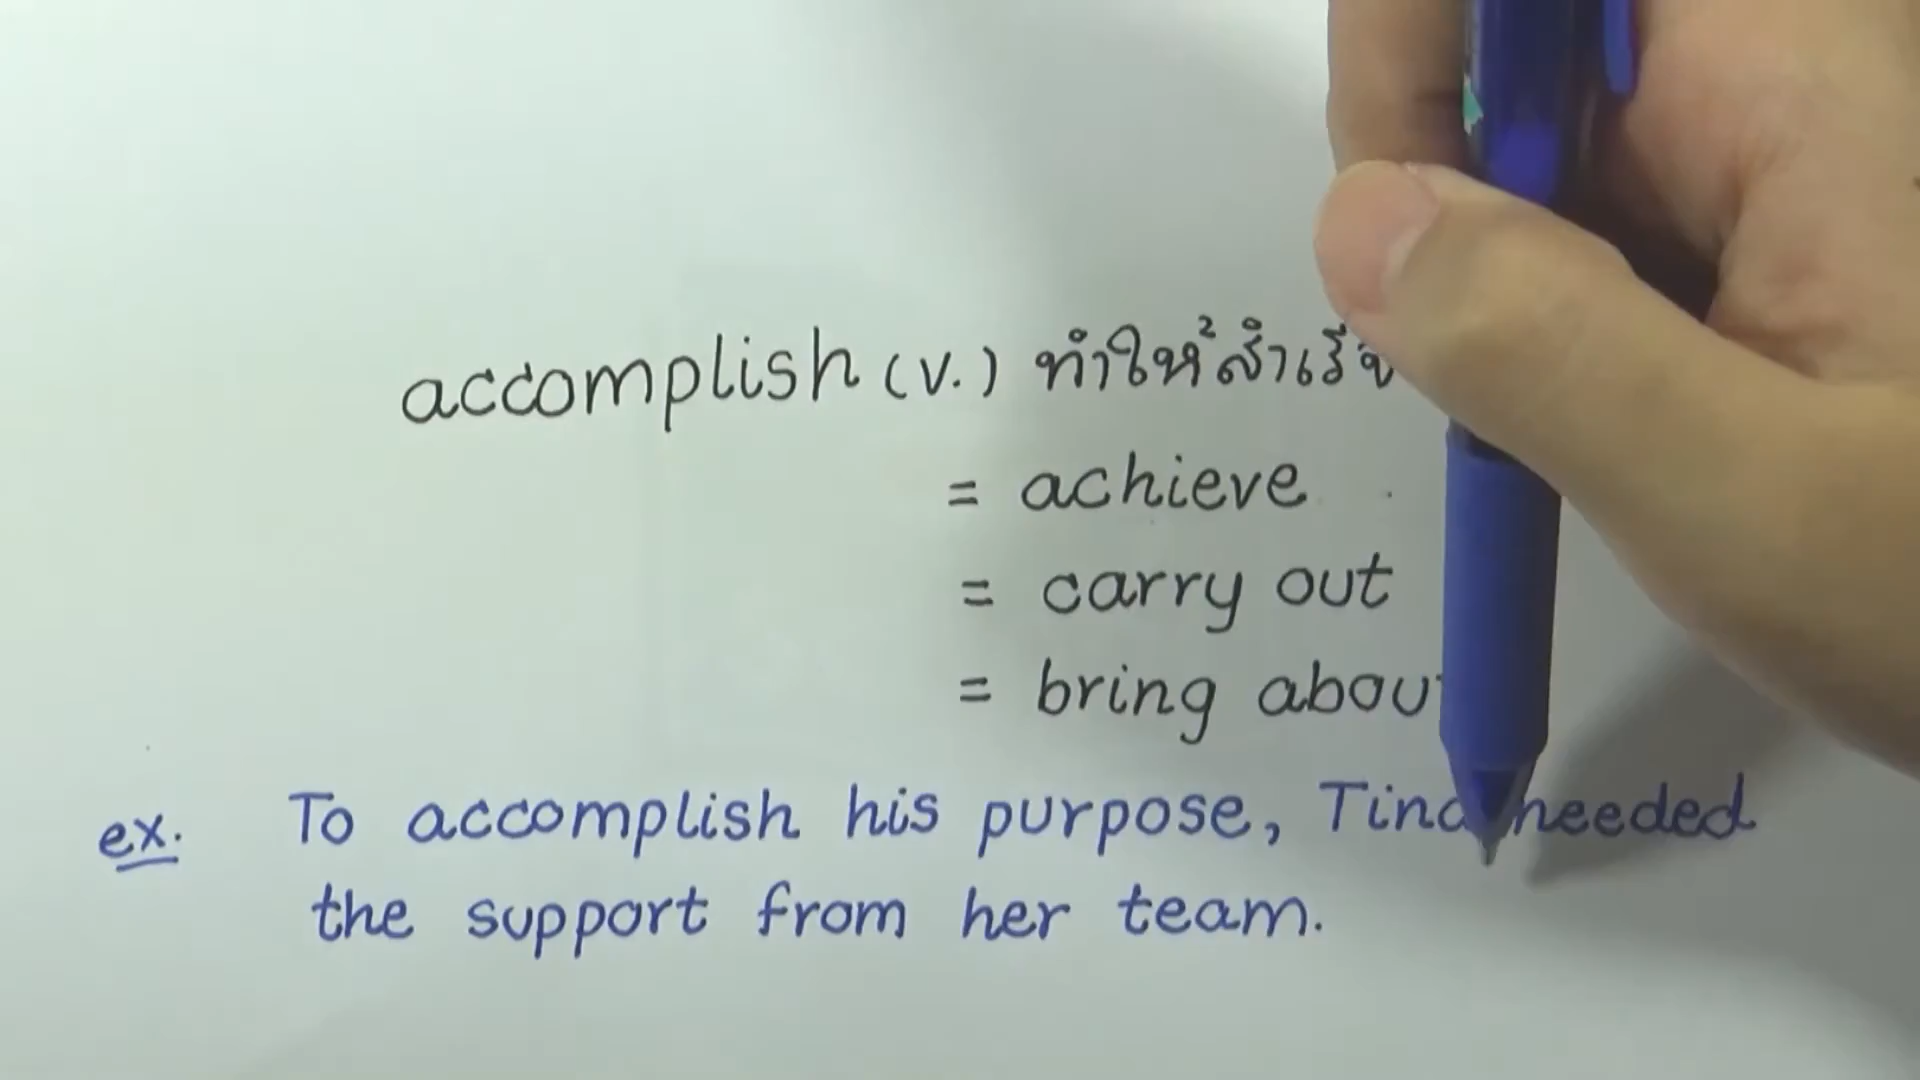 accomplish (v.) ทำให้สำเร็จ
= achieve
= carry out
= bring about
ex. To accomplish his purpose, Tina needed
the support from her team.